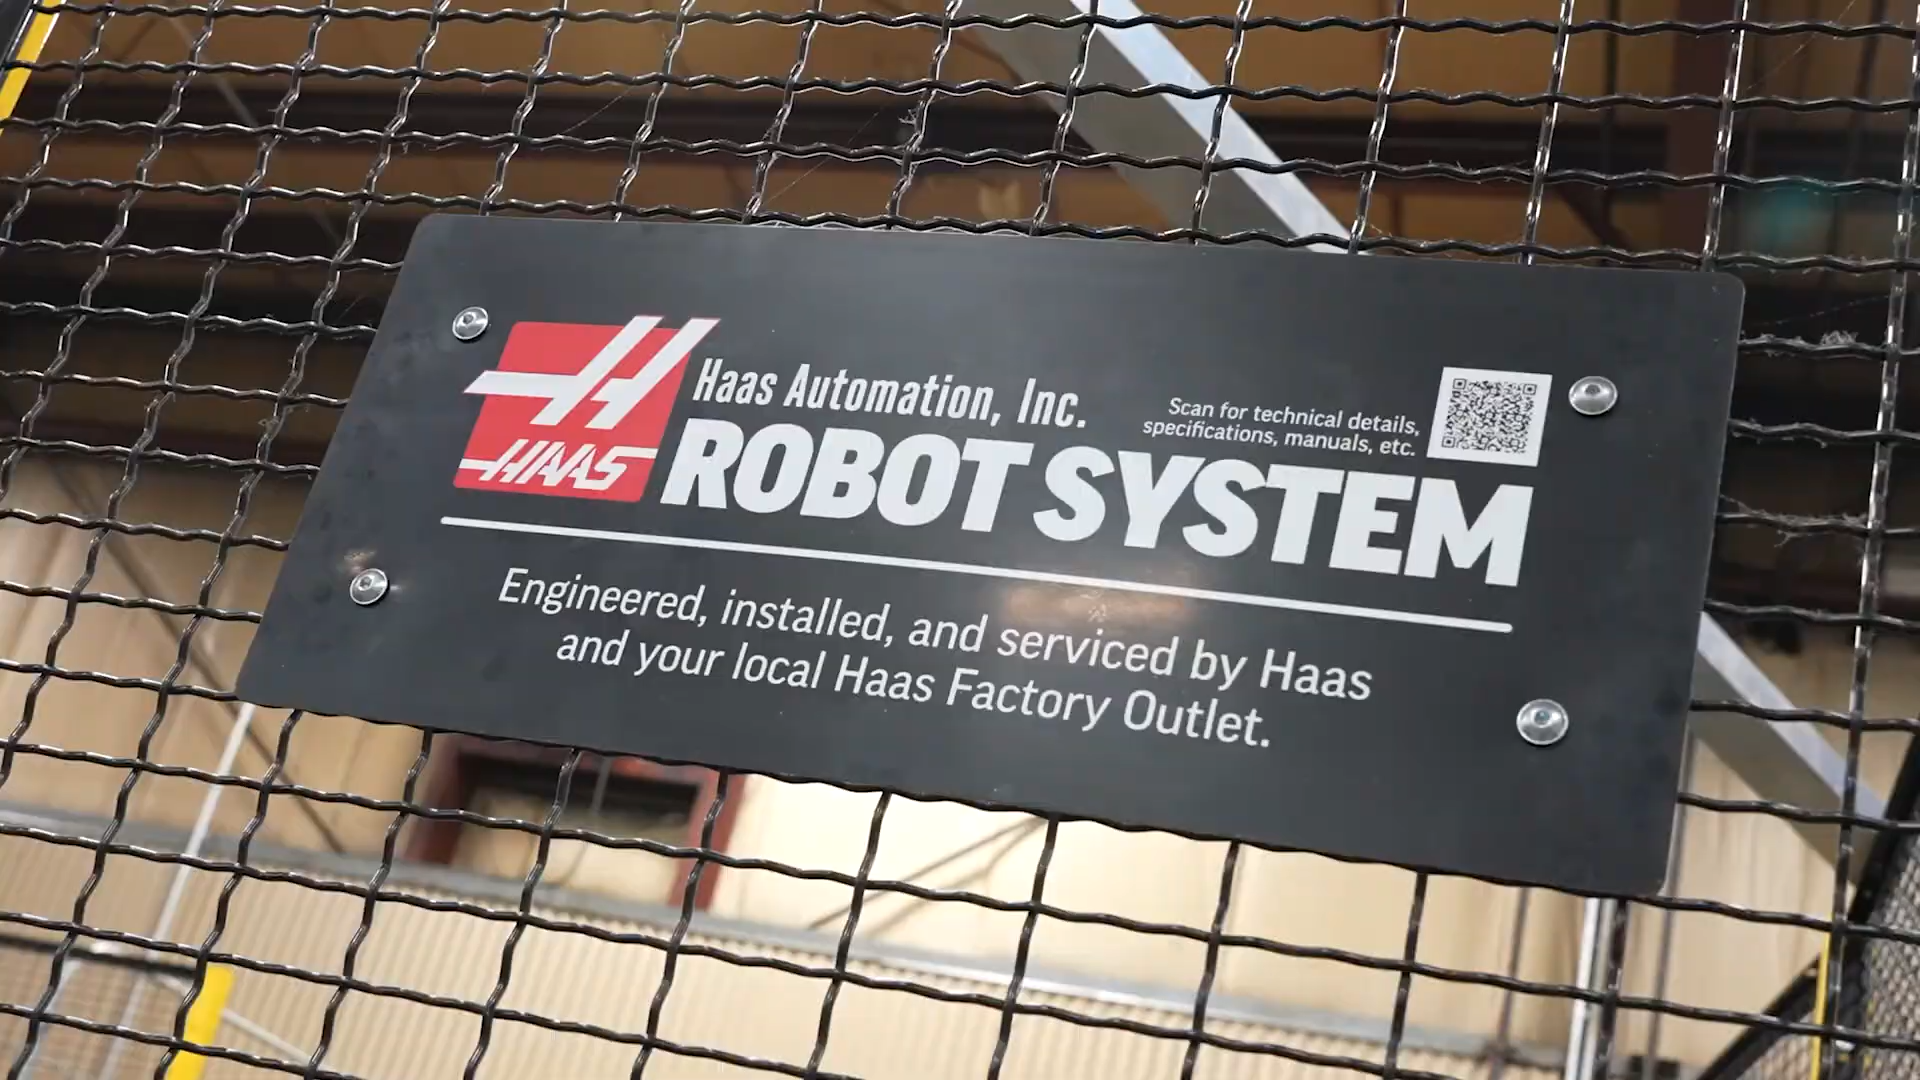 HAAS
Haas Automation, Inc.
Scan for technical details,
specifications, manuals, etc.
ROBOT SYSTEM
Engineered, installed, and serviced by Haas
and your local Haas Factory Outlet.